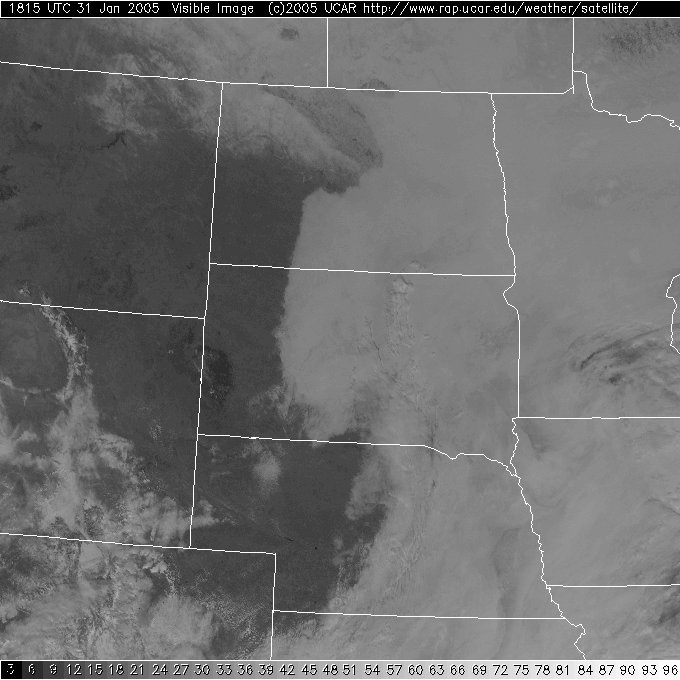 1815 UTC 31 Jan 2005 Visible Image (c)2005 UCAR http://www.rap.ucar.edu/weather/satellite/
3 6 9 12 15 18 21 24 27 30 33 36 39 42 45 48 51 54 57 60 63 66 69 72 75 78 81 84 87 90 93 96